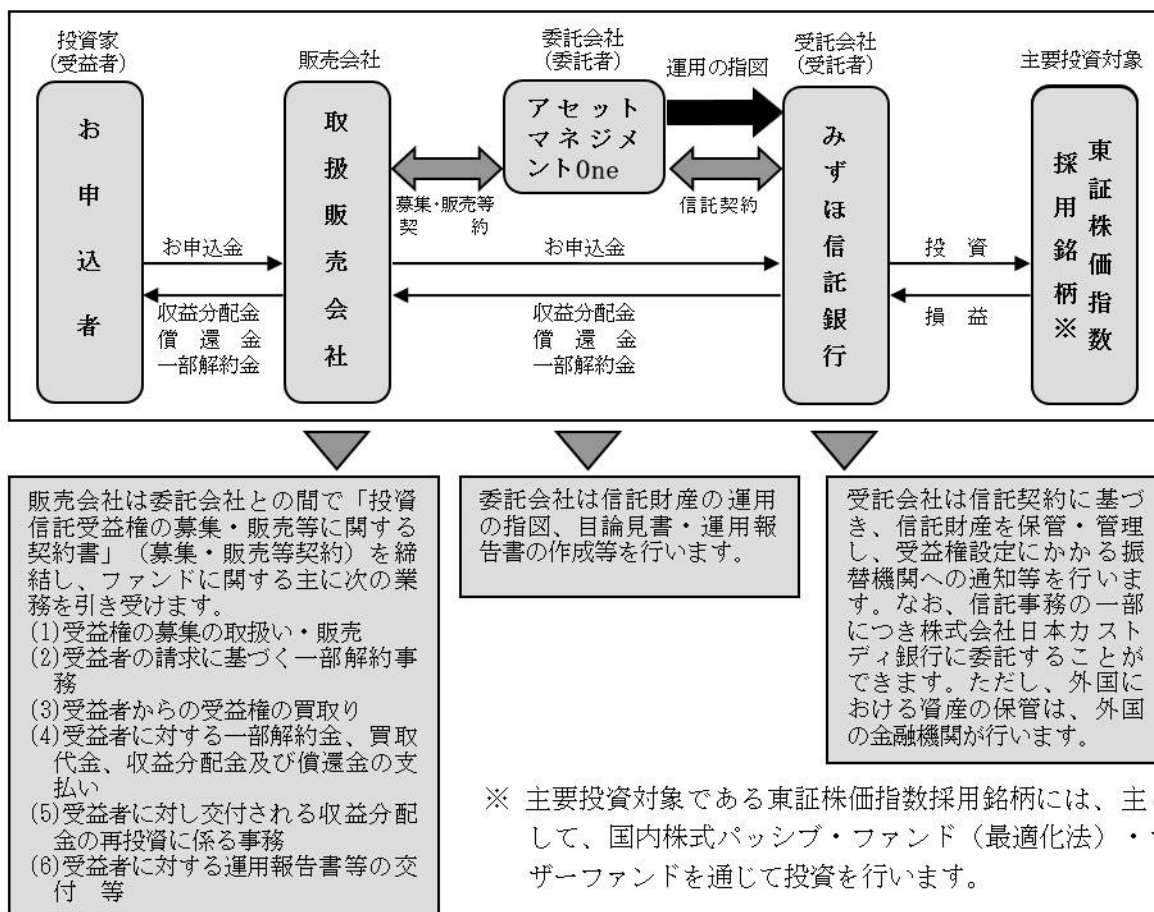 投資家
(受益者)
販売会社
委託会社
(委託者)
運用の指図
受託会社
(受託者)
主要投資対象
お申込者
取扱販売会社
アセット
マネジメ
ントOne
みずほ信託銀行
東証株価指数
採用銘柄※
募集・販売等
契 約
信託契約
お申込金
お申込金
投 資
収益分配金
償 還 金
一部解約金
収益分配金
償 還 金
一部解約金
損 益
販売会社は委託会社との間で「投資
信託受益権の募集・販売等に関する
契約書」(募集・販売等契約)を締
結し、ファンドに関する主に次の業
務を引き受けます。
(1)受益権の募集の取扱い・販売
(2)受益者の請求に基づく一部解約事
務
(3)受益者からの受益権の買取り
(4)受益者に対する一部解約金、買取
代金、収益分配金及び償還金の支
払い
(5)受益者に対し交付される収益分配
金の再投資に係る事務
(6)受益者に対する運用報告書等の交
付 等
委託会社は信託財産の運用
の指図、目論見書・運用報
告書の作成等を行います。
受託会社は信託契約に基づ
き、信託財産を保管・管理
し、受益権設定にかかる振
替機関への通知等を行いま
す。なお、信託事務の一部
につき株式会社日本カスト
ディ銀行に委託することが
できます。ただし、外国に
おける資産の保管は、外国
の金融機関が行います。
※ 主要投資対象である東証株価指数採用銘柄には、主
して、国内株式パッシブ・ファンド(最適化法)・
ザーファンドを通じて投資を行います。